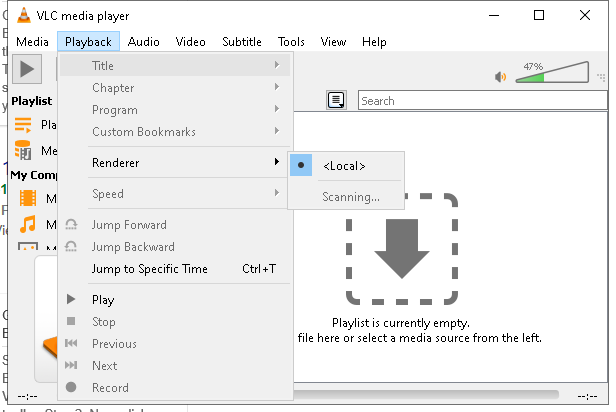 VLC media player
Media Playback Audio Video Subtitle Tools View Help
47%
Playlist
Search
My Comp
Title
Chapter
Program
Custom Bookmarks
Renderer
<Local>
Scanning...
Speed
Jump Forward
Jump Backward
Jump to Specific Time Ctrl+T
Play
Stop
Previous
Next
Record
Playlist is currently empty.
file here or select a media source from the left.
--:-- --:--